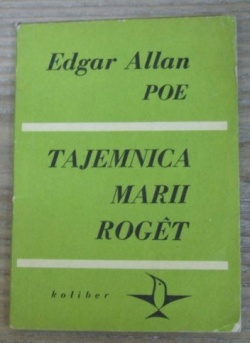 Edgar Allan
POE
TAJEMNICA
MARII
ROGÊT
koliber